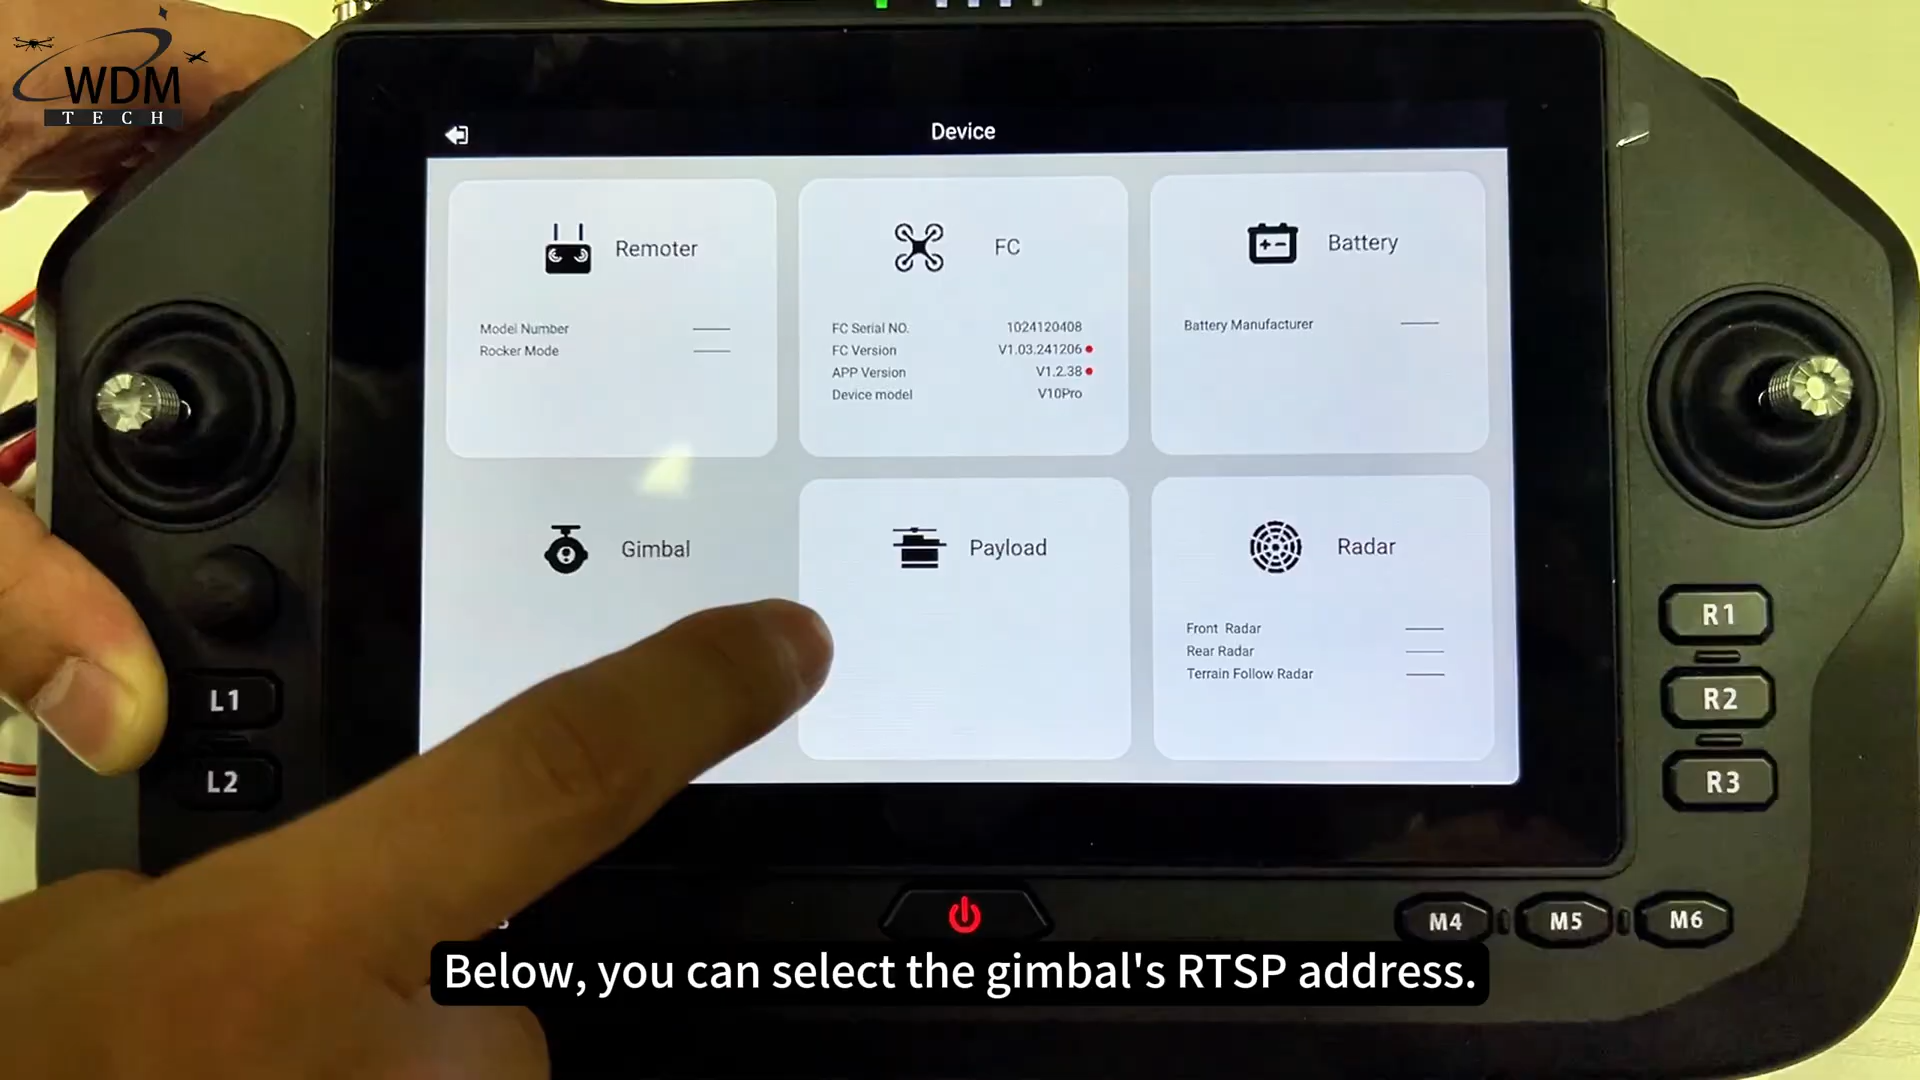 WDM
TECH
Device
Remoter
Model Number
Rocker Mode
FC
FC Serial NO. 1024120408
FC Version V1.03.241206
APP Version V1.2.38
Device model V10Pro
Battery
Battery Manufacturer
Gimbal
Payload
Radar
Front Radar
Rear Radar
Terrain Follow Radar
L1
L2
R1
R2
R3
M4 M5 M6
Below, you can select the gimbal's RTSP address.